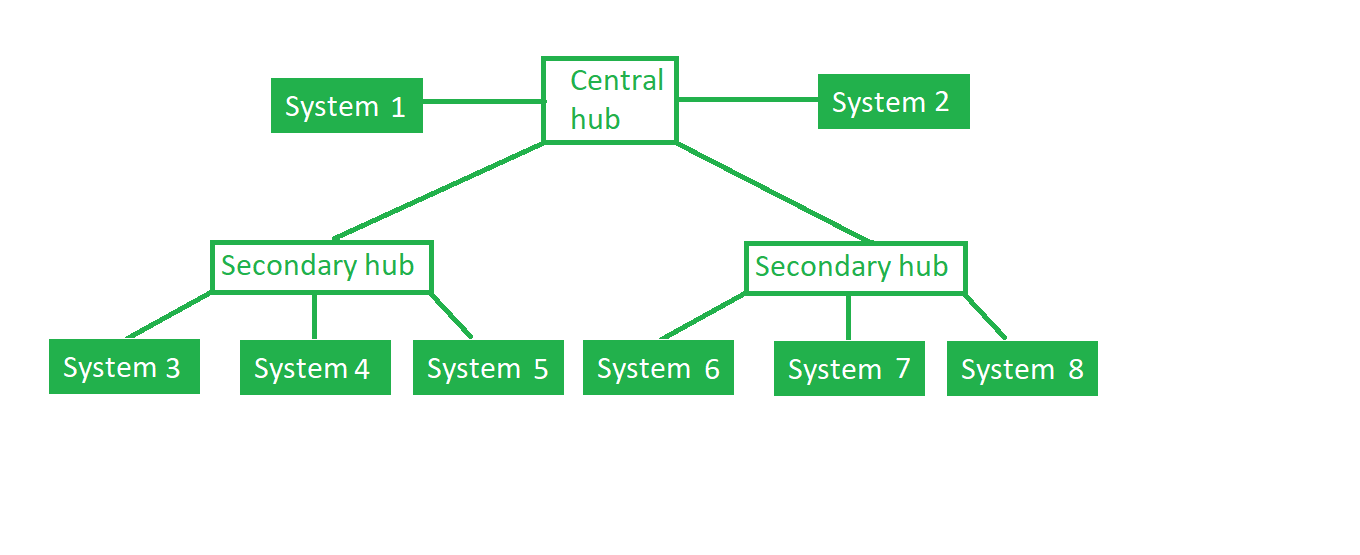 Central
hub
System 1
System 2
Secondary hub
Secondary hub
System 3
System 4
System 5
System 6
System 7
System 8